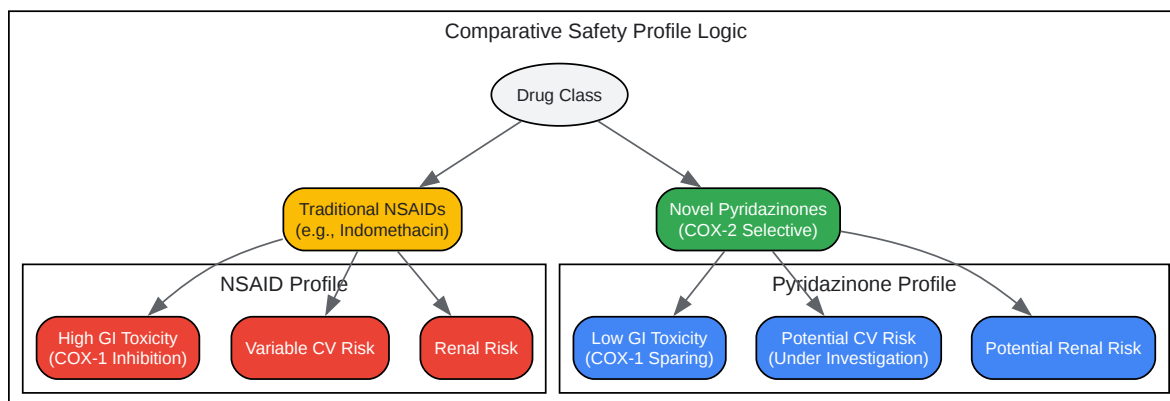 Comparative Safety Profile Logic
Drug Class
Traditional NSAIDs
(e.g., Indomethacin)
Novel Pyridazinones
(COX-2 Selective)
NSAID Profile
Pyridazinone Profile
High GI Toxicity
(COX-1 Inhibition)
Variable CV Risk
Renal Risk
Low GI Toxicity
(COX-1 Sparing)
Potential CV Risk
(Under Investigation)
Potential Renal Risk